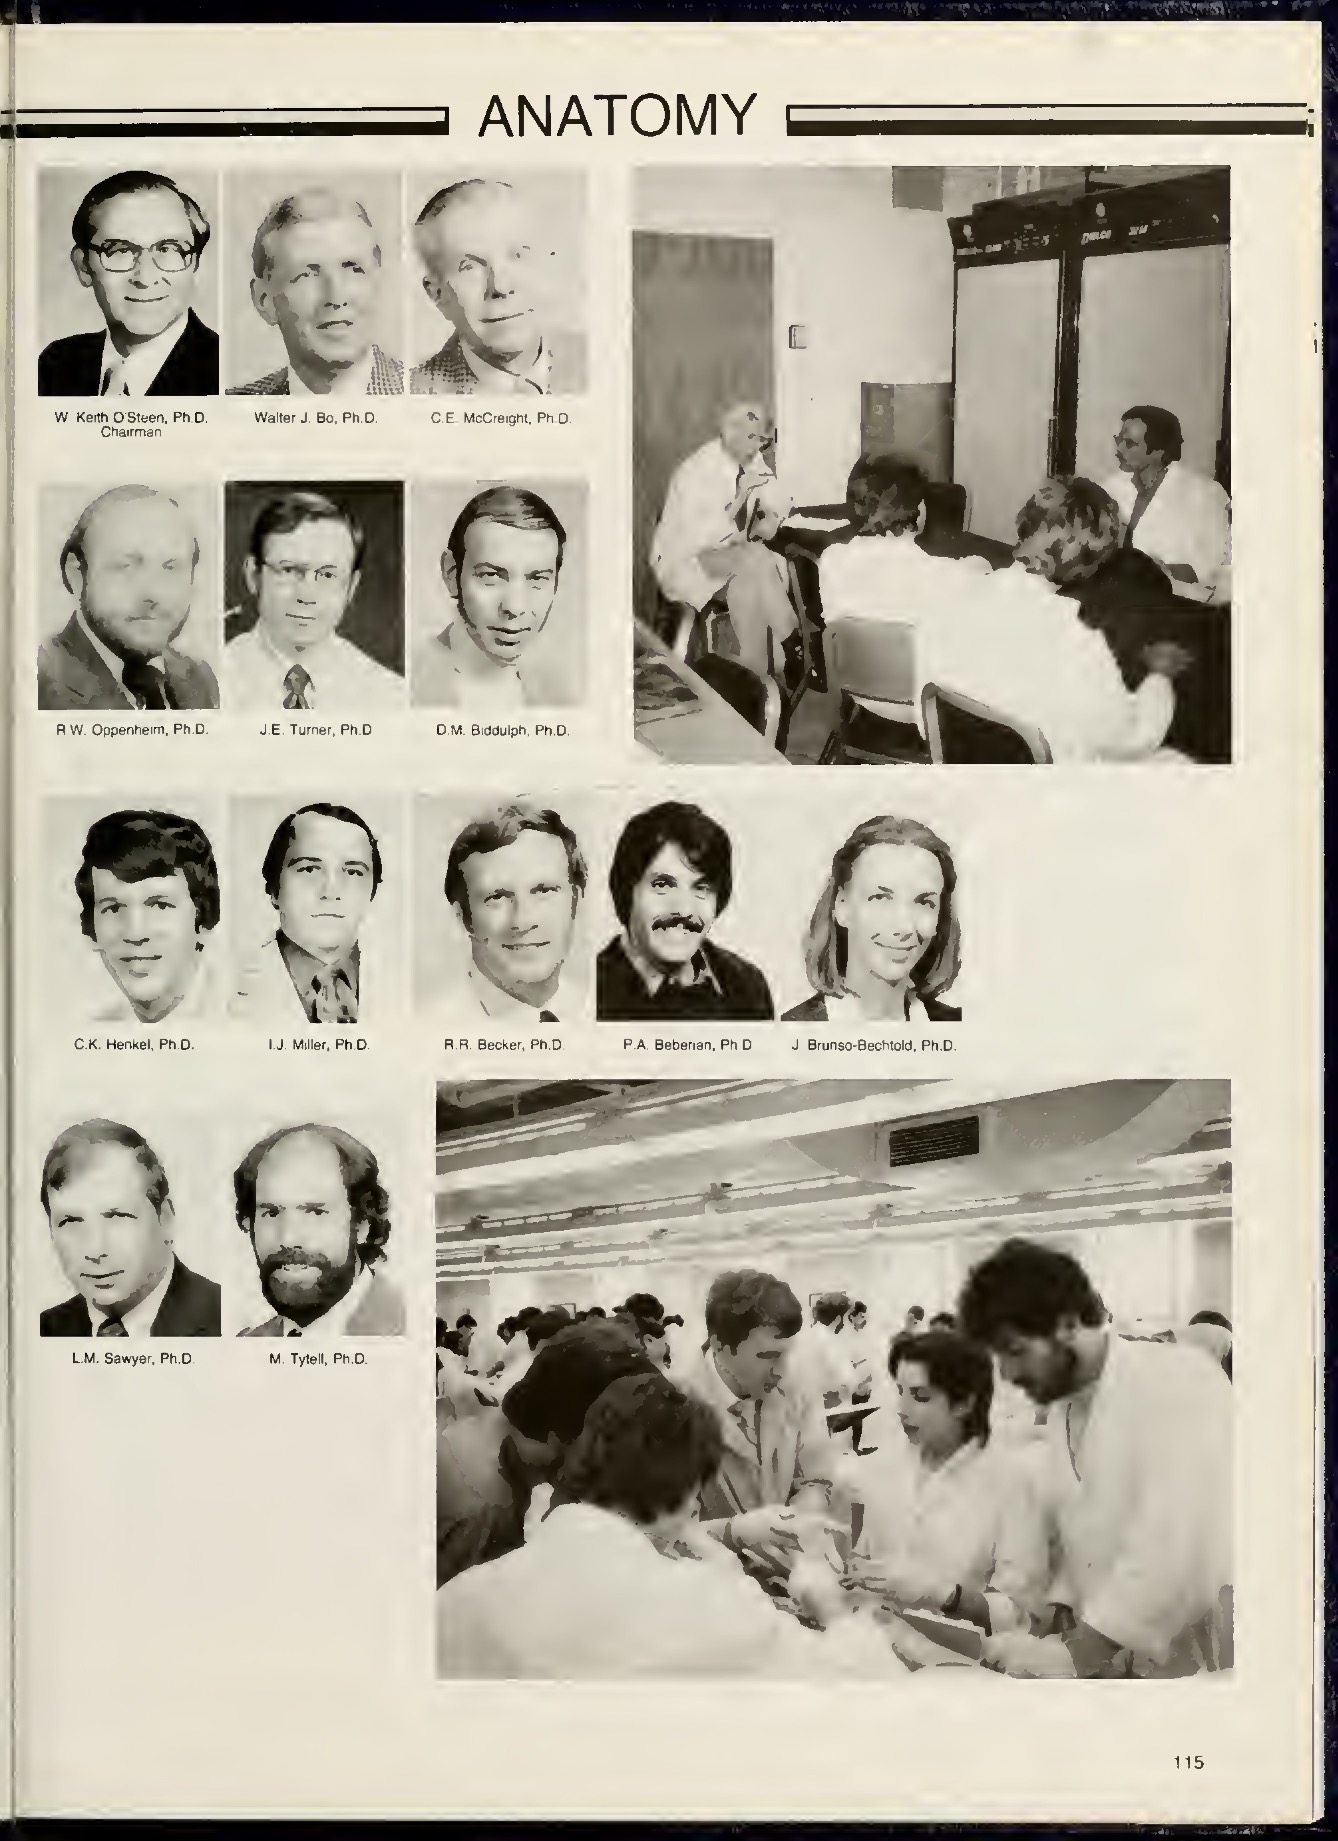 ANATOMY
W. Keith O'Steen, Ph.D.
Chairman
Walter J. Bo, Ph.D.
C.E. McCreight, Ph.D.
R.W. Oppenheim, Ph.D.
J.E. Turner, Ph.D
D.M. Biddulph, Ph.D.
C.K. Henkel, Ph.D.
I.J. Miller, Ph.D.
R.R. Becker, Ph.D.
P.A. Beberian, Ph D
J Brunso-Bechtold, Ph.D.
L.M. Sawyer, Ph.D.
M. Tytell, Ph.D.
115